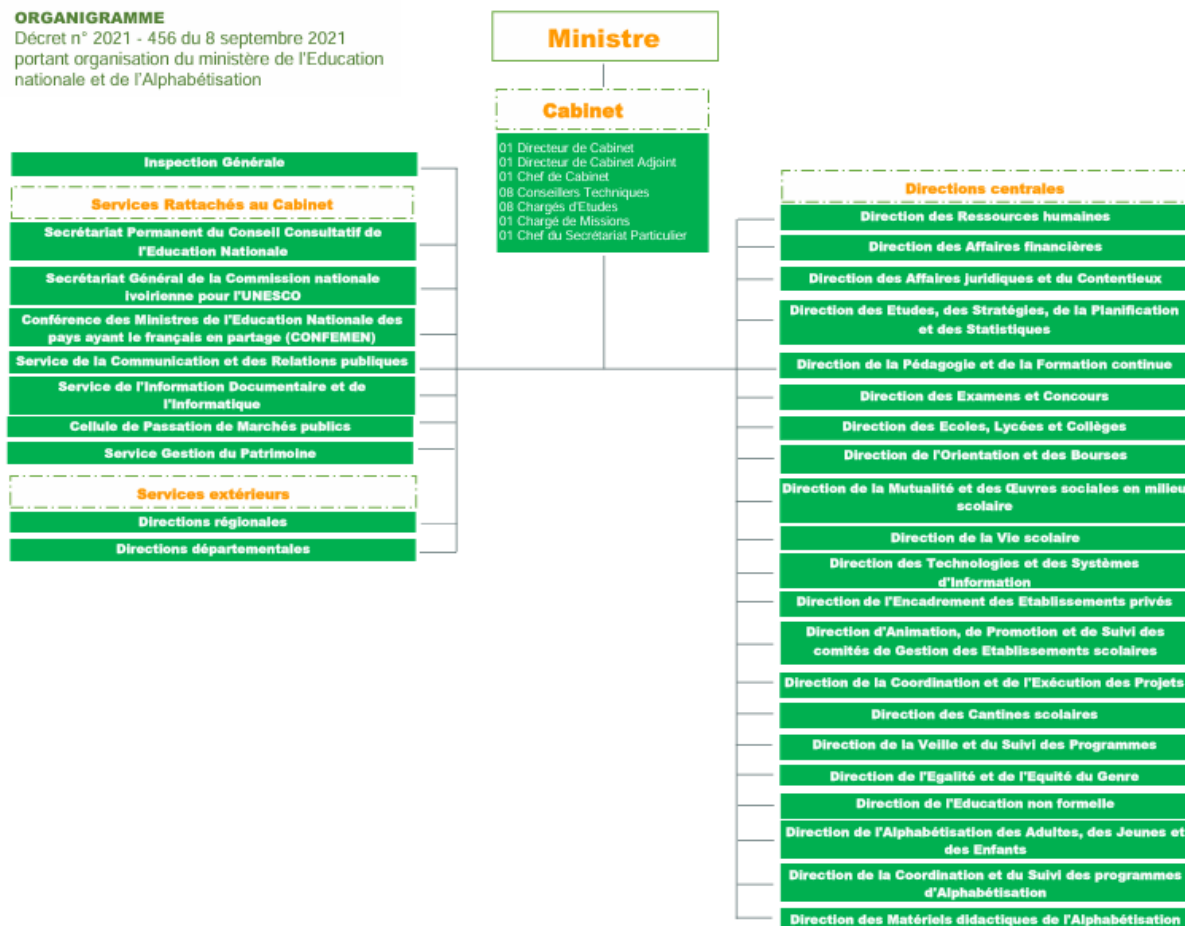 ORGANIGRAMME
Décret n° 2021 - 456 du 8 septembre 2021
portant organisation du ministère de l'Education
nationale et de l'Alphabétisation
Ministre
Cabinet
01 Directeur de Cabinet
01 Directeur de Cabinet Adjoint
01 Chef de Cabinet
08 Conseillers Techniques
08 Chargés d'Etudes
01 Chargé de Missions
01 Chef du Secrétariat Particulier
Inspection Générale
Services Rattachés au Cabinet
Secrétariat Permanent du Conseil Consultatif de
l'Education Nationale
Secrétariat Général de la Commission nationale
Ivoirienne pour l'UNESCO
Conférence des Ministres de l'Education Nationale des
pays ayant le français en partage (CONFEMEN)
Service de la Communication et des Relations publiques
Service de l'Information Documentaire et de
l'Informatique
Cellule de Passation de Marchés publics
Service Gestion du Patrimoine
Services extérieurs
Directions régionales
Directions départementales
Directions centrales
Direction des Ressources humaines
Direction des Affaires financières
Direction des Affaires juridiques et du Contentieux
Direction des Etudes, des Stratégies, de la Planification
et des Statistiques
Direction de la Pédagogie et de la Formation continue
Direction des Examens et Concours
Direction des Ecoles, Lycées et Collèges
Direction de l'Orientation et des Bourses
Direction de la Mutualité et des Œuvres sociales en milieu
scolaire
Direction de la Vie scolaire
Direction des Technologies et des Systèmes
d'Information
Direction de l'Encadrement des Etablissements privés
Direction d'Animation, de Promotion et de Suivi des
comités de Gestion des Etablissements scolaires
Direction de la Coordination et de l'Exécution des Projets
Direction des Cantines scolaires
Direction de la Veille et du Suivi des Programmes
Direction de l'Egalité et de l'Equité du Genre
Direction de l'Education non formelle
Direction de l'Alphabétisation des Adultes, des Jeunes et
des Enfants
Direction de la Coordination et du Suivi des programmes
d'Alphabétisation
Direction des Matériels didactiques de l'Alphabétisation